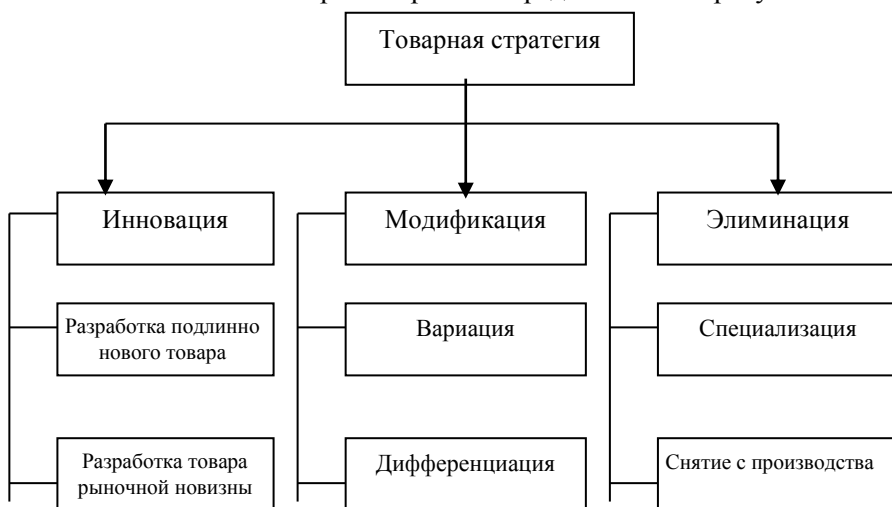 Товарная стратегия
Инновация
Модификация
Элиминация
Разработка подлинно
нового товара
Вариация
Специализация
Разработка товара
рыночной новизны
Дифференциация
Снятие с производства